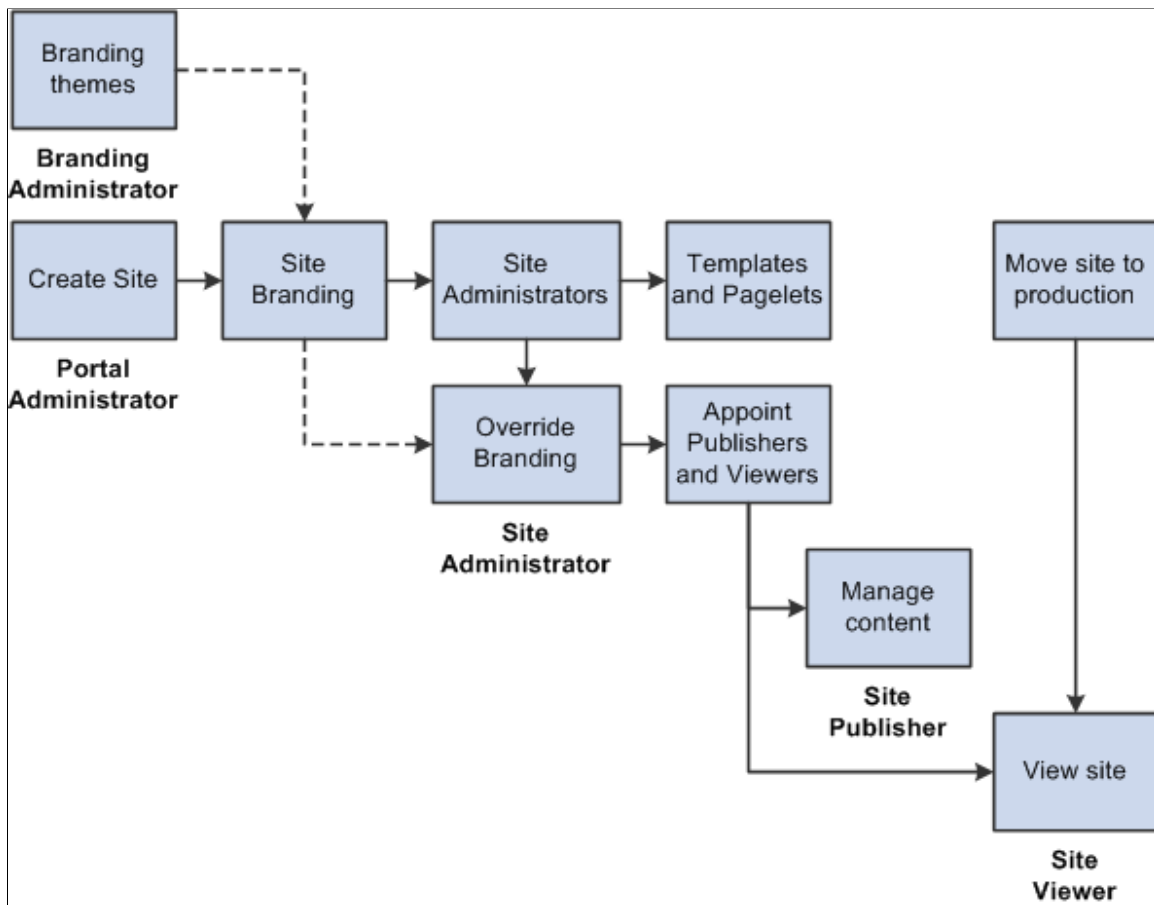 Branding
themes
Branding
Administrator
Create Site
Site
Branding
Site
Administrators
Templates
and Pagelets
Move site to
production
Portal
Administrator
Override
Branding
Appoint
Publishers
and Viewers
Site
Administrator
Manage
content
Site
Publisher
View site
Site
Viewer